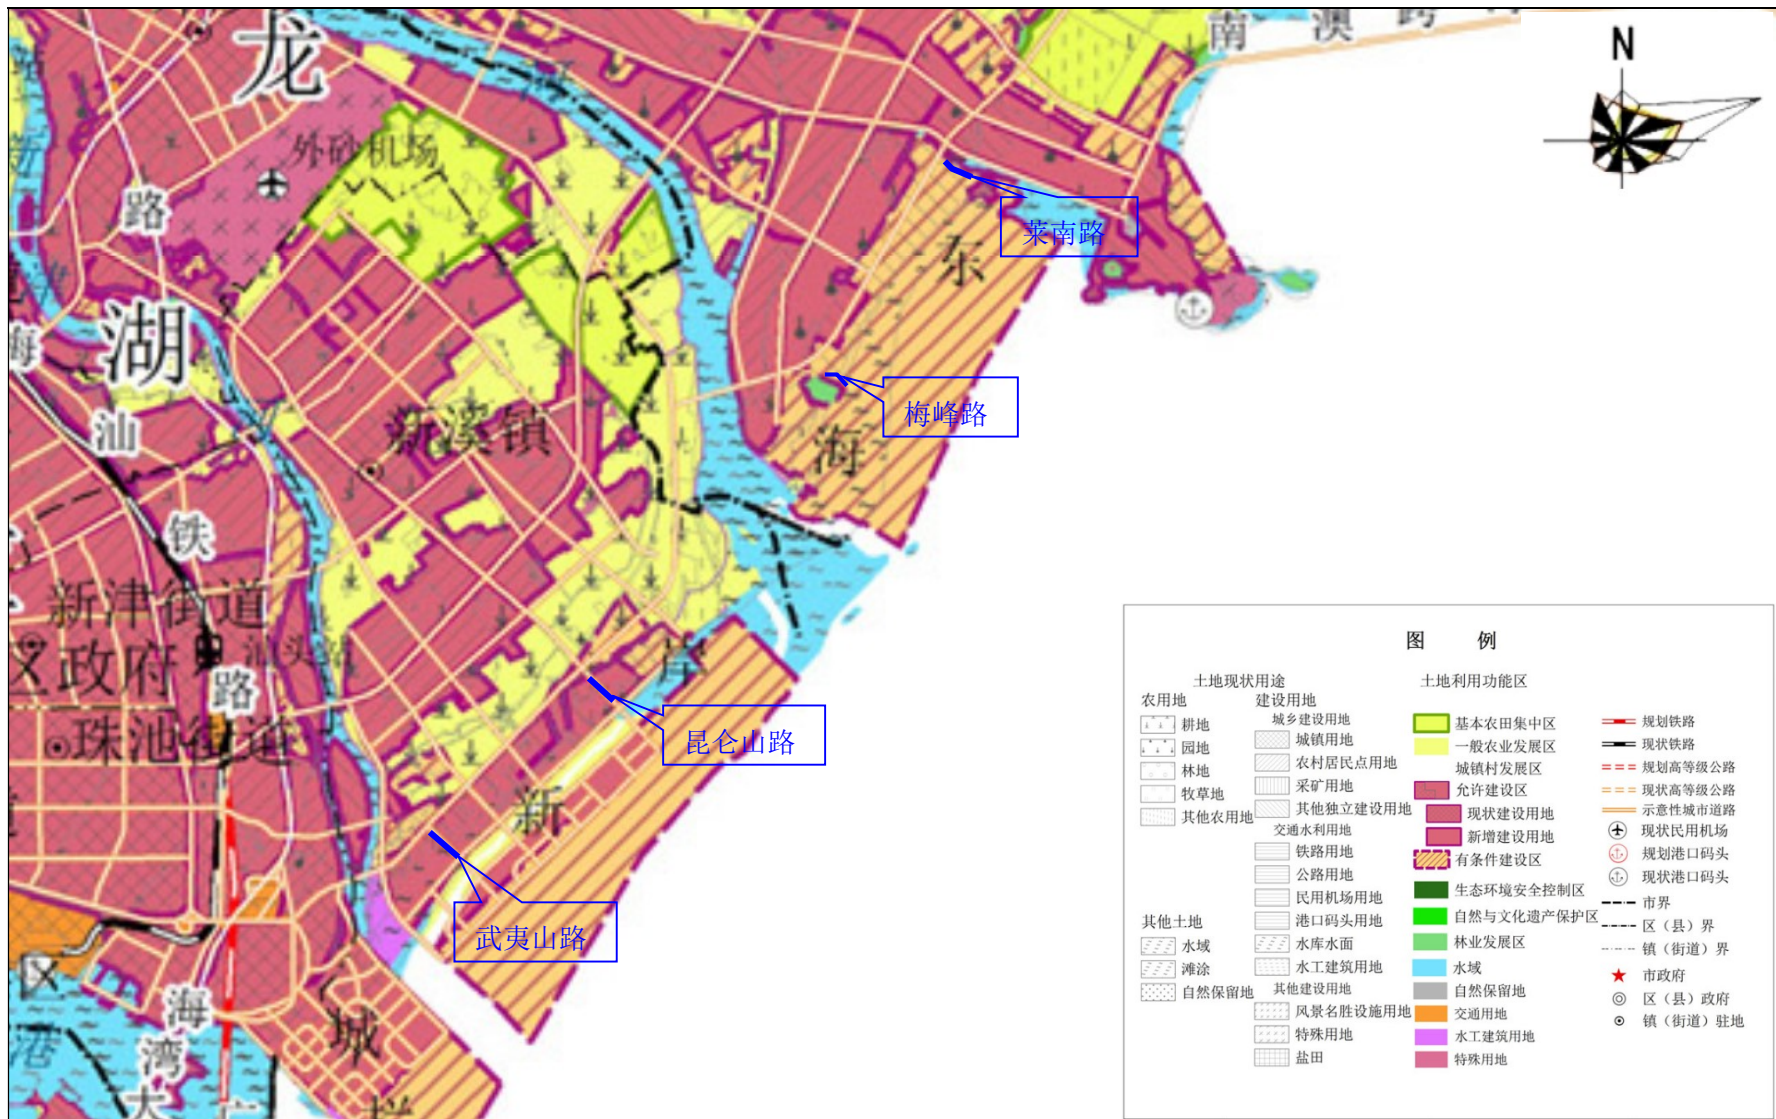 龙
南澳跨
N
外砂机场
路
莱南路
东
湖
海
汕
新溪镇
梅峰路
海
铁
新津街道
区政府
汕头站
路
岸
珠池街道
昆仑山路
新
武夷山路
区
海
湾
大
城
港
图 例
土地现状用途
农用地
耕地
园地
林地
牧草地
其他农用地
其他土地
水域
滩涂
自然保留地
建设用地
城乡建设用地
城镇用地
农村居民点用地
采矿用地
其他独立建设用地
交通水利用地
铁路用地
公路用地
民用机场用地
港口码头用地
水库水面
水工建筑用地
其他建设用地
风景名胜设施用地
特殊用地
盐田
土地利用功能区
基本农田集中区
一般农业发展区
城镇村发展区
允许建设区
现状建设用地
新增建设用地
有条件建设区
生态环境安全控制区
自然与文化遗产保护区
林业发展区
水域
自然保留地
交通用地
水工建筑用地
特殊用地
规划铁路
现状铁路
规划高等级公路
现状高等级公路
示意性城市道路
现状民用机场
规划港口码头
现状港口码头
市界
区（县）界
镇（街道）界
市政府
区（县）政府
镇（街道）驻地